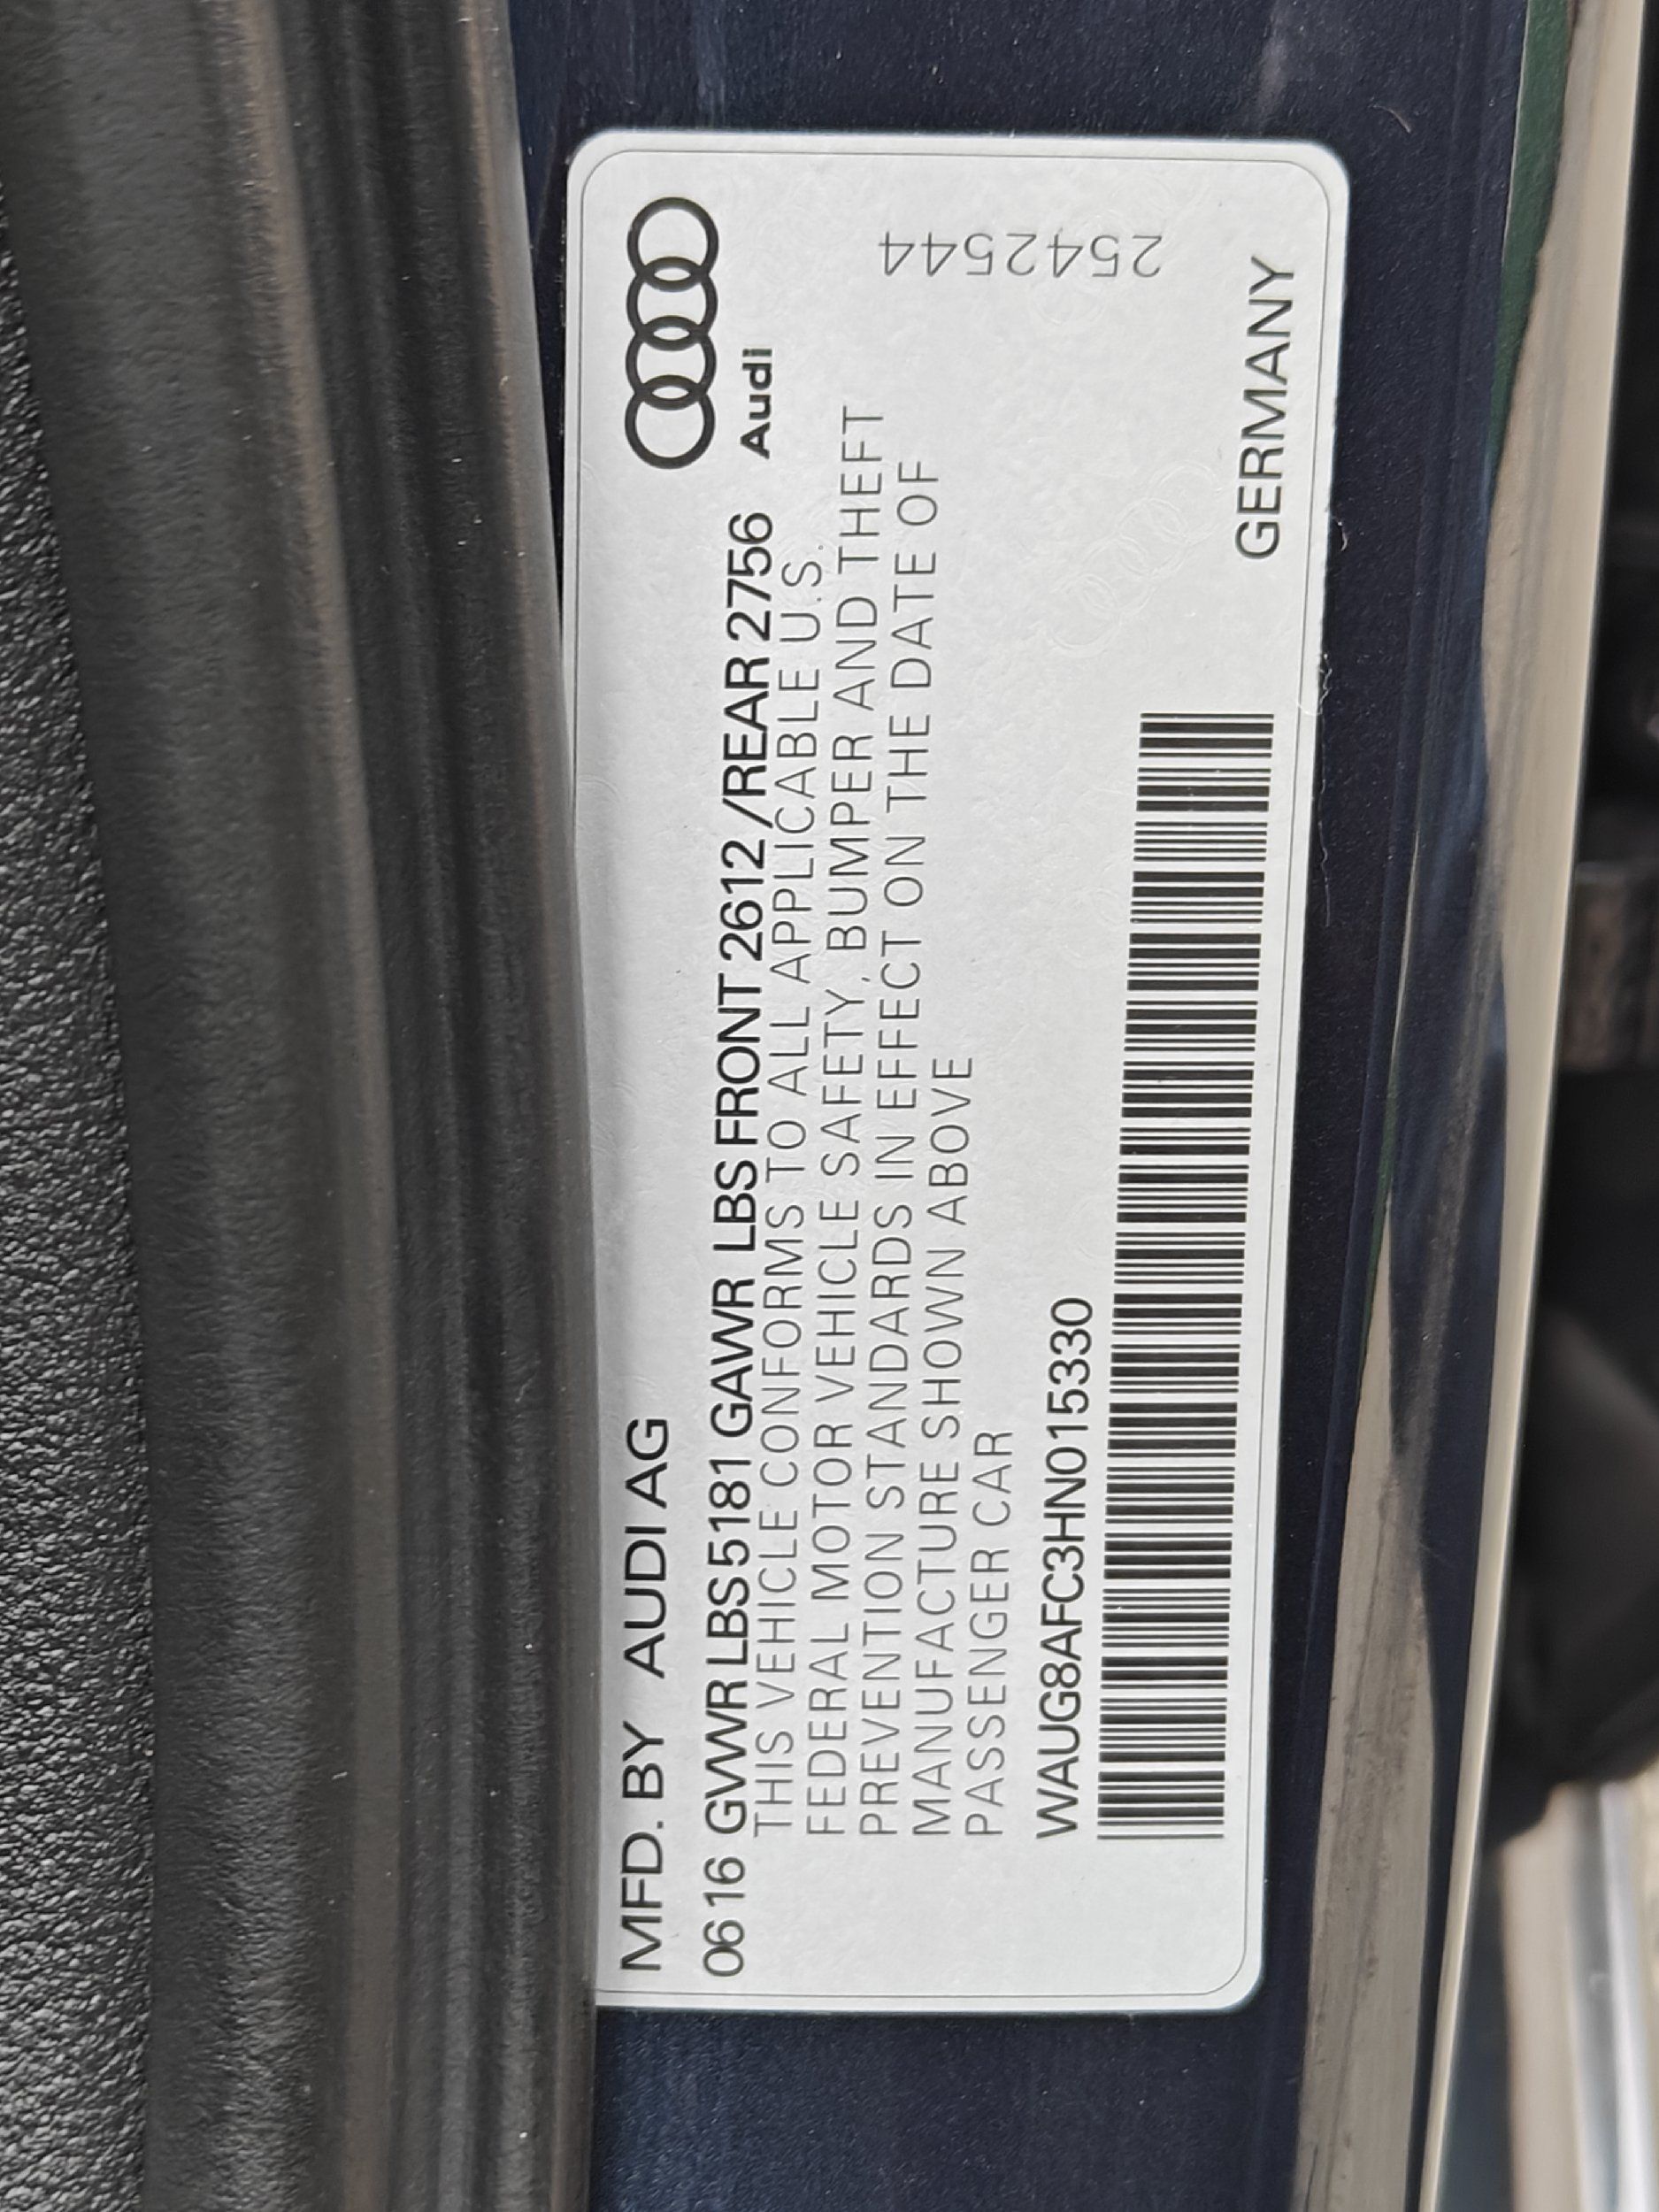 MFD. BY AUDI AG
Audi
0616 GVWR LBS 5181 GAWR LBS FRONT 2612 /REAR 2756
THIS VEHICLE CONFORMS TO ALL APPLICABLE U.S.
FEDERAL MOTOR VEHICLE SAFETY, BUMPER AND THEFT
PREVENTION STANDARDS IN EFFECT ON THE DATE OF
MANUFACTURE SHOWN ABOVE
PASSENGER CAR
2542544
WAUG8AFC3HN015330
GERMANY